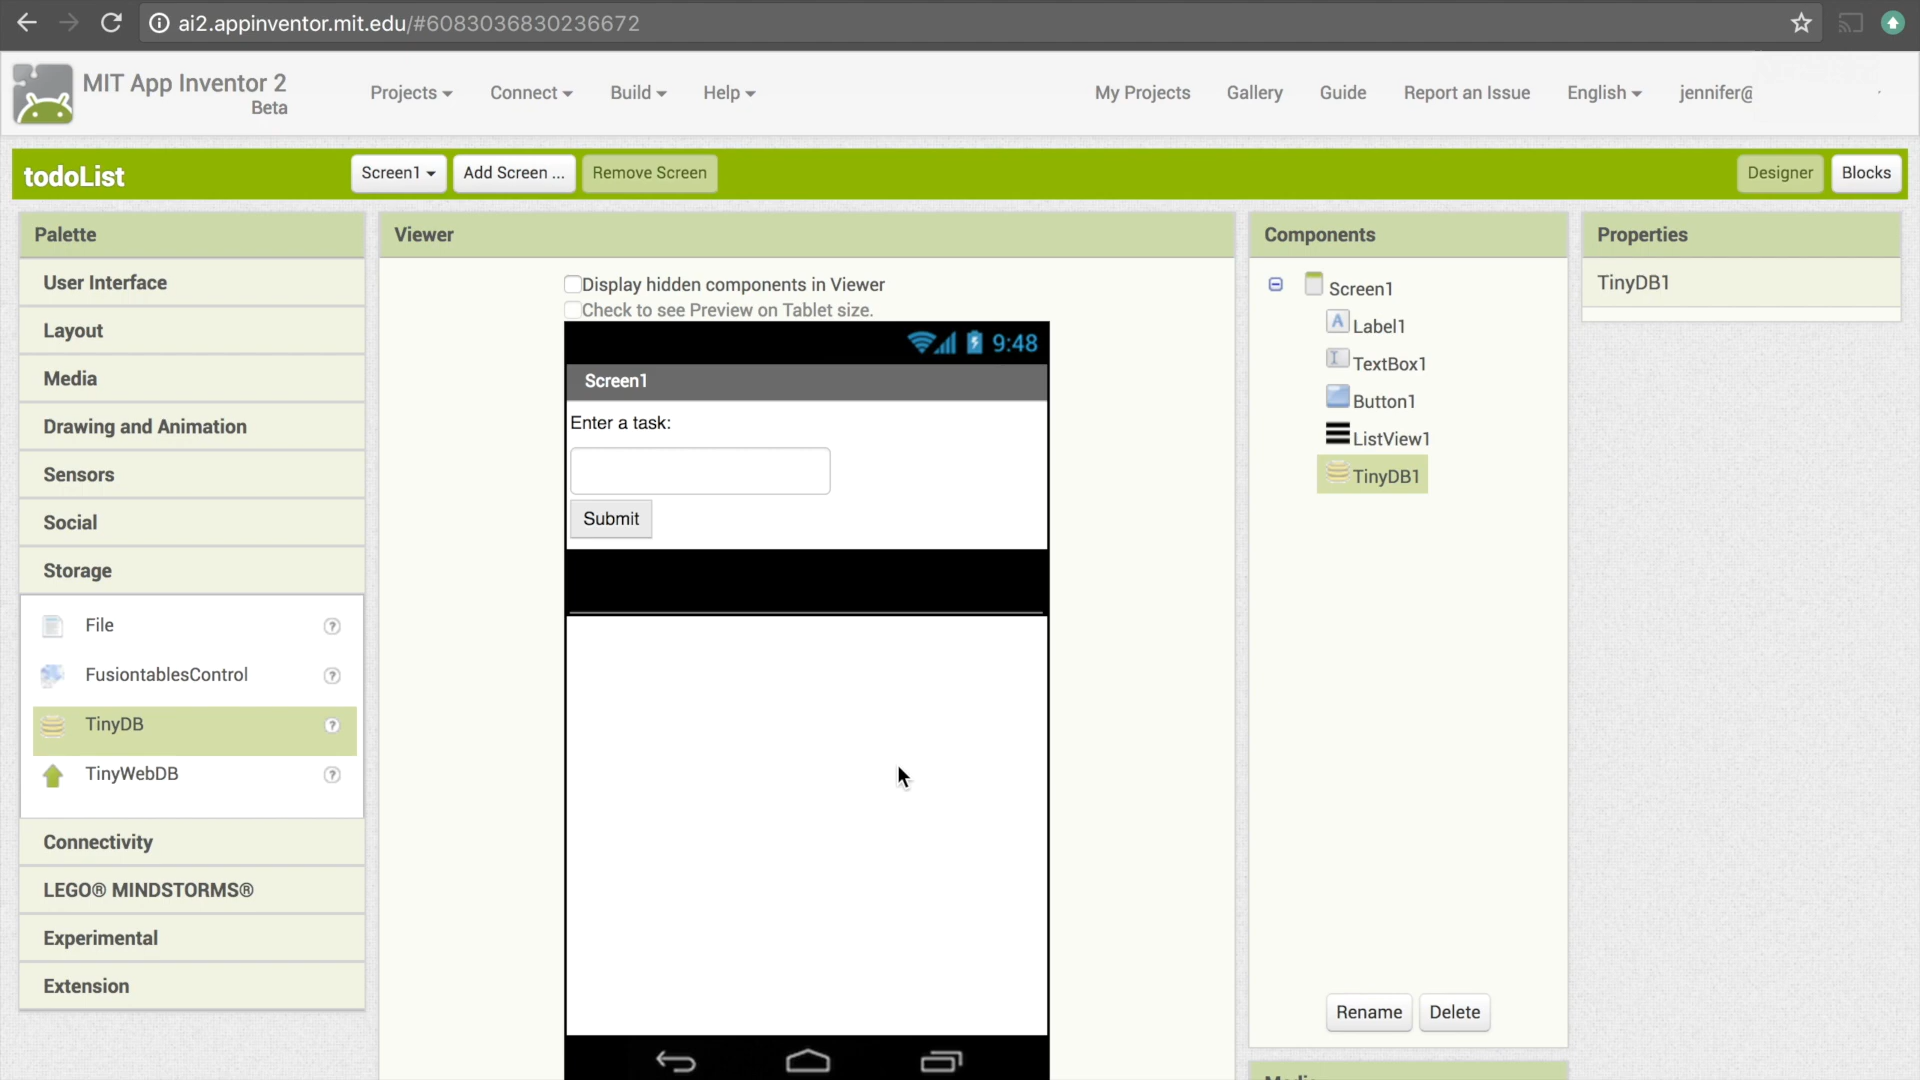 ai2.appinventor.mit.edu/#6083036830236672
MIT App Inventor 2
Beta
Projects
Connect
Build
Help
My Projects
Gallery
Guide
Report an Issue
English
jennifer@
todoList
Screen1
Add Screen ...
Remove Screen
Designer
Blocks
Palette
User Interface
Layout
Media
Drawing and Animation
Sensors
Social
Storage
File ?
FusiontablesControl ?
TinyDB ?
TinyWebDB ?
Connectivity
LEGO® MINDSTORMS®
Experimental
Extension
Viewer
Display hidden components in Viewer
Check to see Preview on Tablet size.
9:48
Screen1
Enter a task:
Submit
Components
Screen1
A Label1
TextBox1
Button1
ListView1
TinyDB1
Rename
Delete
Properties
TinyDB1